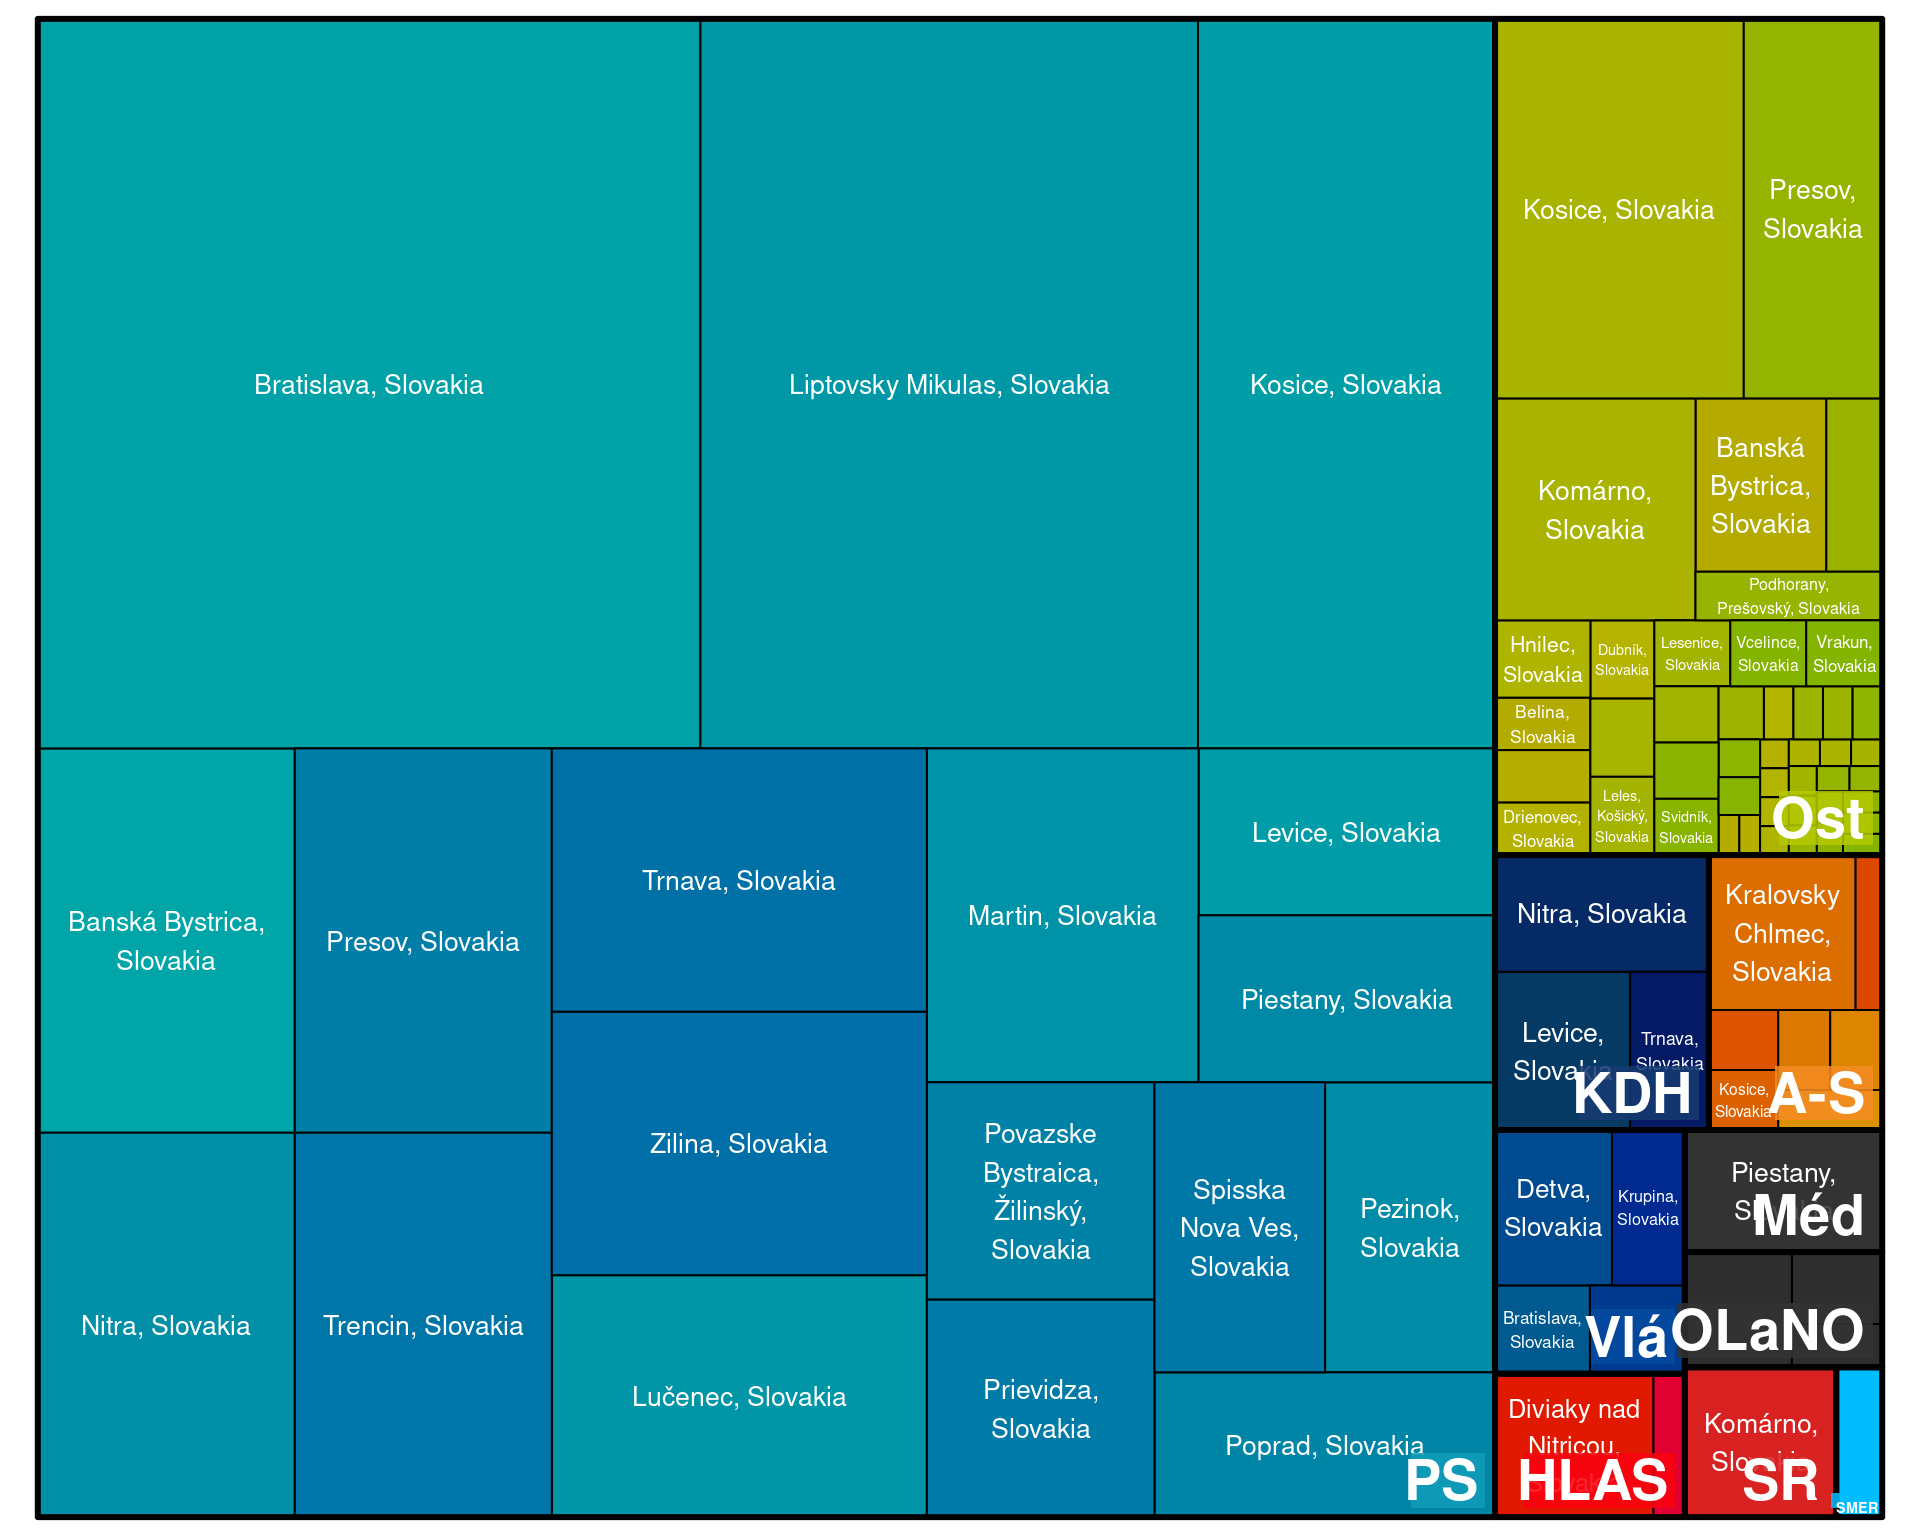 Bratislava, Slovakia
Liptovsky Mikulas, Slovakia
Kosice, Slovakia
Banská Bystrica,
Slovakia
Presov, Slovakia
Nitra, Slovakia
Trencin, Slovakia
Trnava, Slovakia
Zilina, Slovakia
Lučenec, Slovakia
Martin, Slovakia
Levice, Slovakia
Piestany, Slovakia
Povazske
Bystraica,
Žilinský,
Slovakia
Prievidza,
Slovakia
Spisska
Nova Ves,
Slovakia
Pezinok,
Slovakia
Poprad, Slovakia
PS
Kosice, Slovakia
Presov,
Slovakia
Komárno,
Slovakia
Banská
Bystrica,
Slovakia
Podhorany,
Prešovský, Slovakia
Hnilec,
Slovakia
Dubník,
Slovakia
Lesenice,
Slovakia
Vcelince,
Slovakia
Vrakun,
Slovakia
Belina,
Slovakia
Drienovec,
Slovakia
Leles,
Košický,
Slovakia
Svidník,
Slovakia
Ost
Nitra, Slovakia
Levice,
Slovakia
Trnava,
Slovakia
KDH
Kralovsky
Chlmec,
Slovakia
Kosice,
Slovakia
A-S
Detva,
Slovakia
Krupina,
Slovakia
Bratislava,
Slovakia
Vlá
Piestany,
Méd
OLaNO
Diviaky nad
Nitricou,
Slovakia
HLAS
Komárno,
Slovakia
SR
SMER